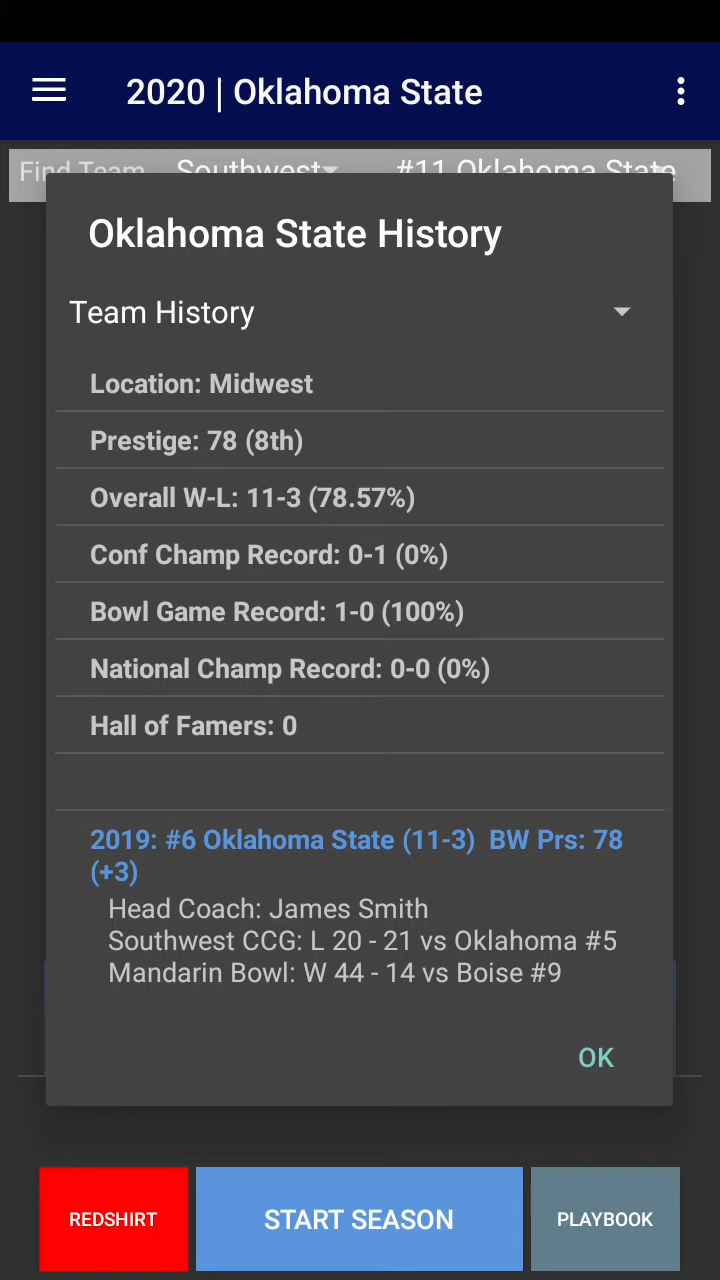 2020 | Oklahoma State
Find Team Southwest #11 Oklahoma State
Oklahoma State History
Team History
Location: Midwest
Prestige: 78 (8th)
Overall W-L: 11-3 (78.57%)
Conf Champ Record: 0-1 (0%)
Bowl Game Record: 1-0 (100%)
National Champ Record: 0-0 (0%)
Hall of Famers: 0
2019: #6 Oklahoma State (11-3) BW Prs: 78
(+3)
Head Coach: James Smith
Southwest CCG: L 20 - 21 vs Oklahoma #5
Mandarin Bowl: W 44 - 14 vs Boise #9
OK
REDSHIRT
START SEASON
PLAYBOOK